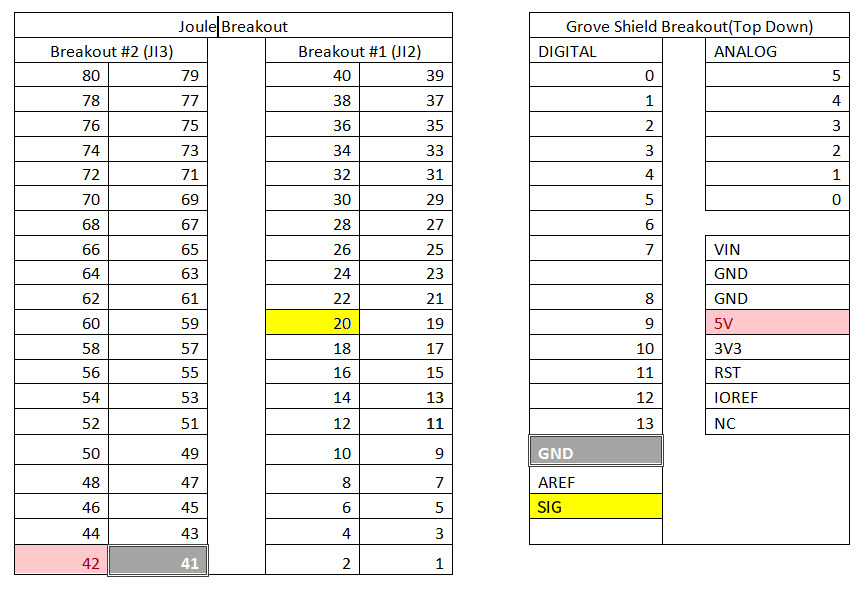 Joule Breakout Grove Shield Breakout(Top Down)
Breakout #2 (JI3) Breakout #1 (JI2) DIGITAL ANALOG
80 79 40 39 0 5
78 77 38 37 1 4
76 75 36 35 2 3
74 73 34 33 3 2
72 71 32 31 4 1
70 69 30 29 5 0
68 67 28 27 6
66 65 26 25 7 VIN
64 63 24 23 GND
62 61 22 21 8 GND
60 59 20 19 9 5V
58 57 18 17 10 3V3
56 55 16 15 11 RST
54 53 14 13 12 IOREF
52 51 12 11 13 NC
50 49 10 9 GND
48 47 8 7 AREF
46 45 6 5 SIG
44 43 4 3
42 41 2 1